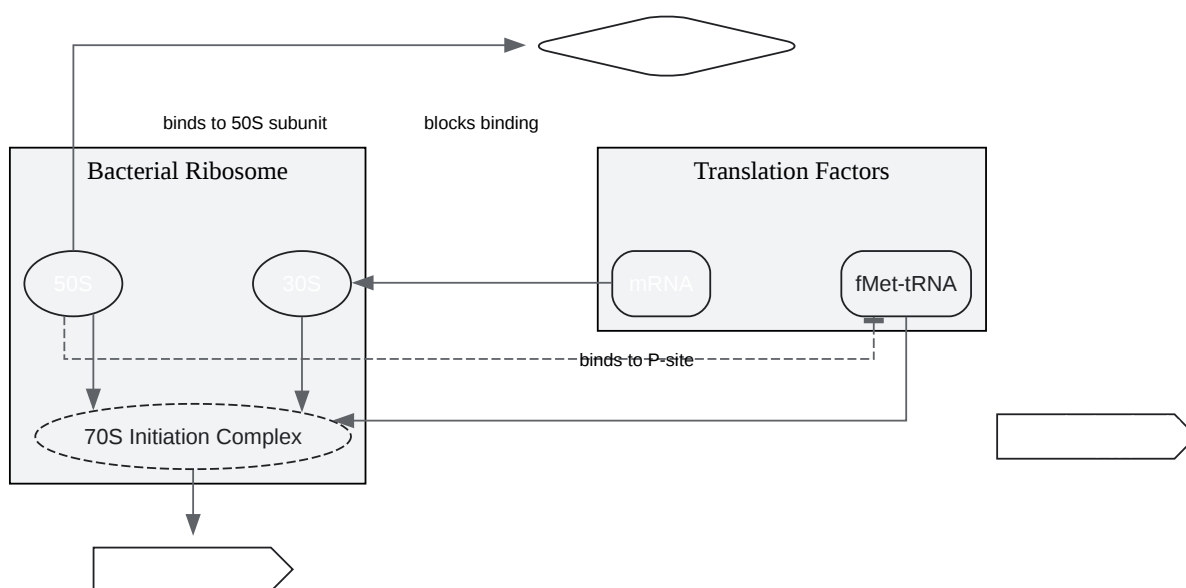 binds to 50S subunit
blocks binding
Bacterial Ribosome
Translation Factors
50S
30S
mRNA
fMet-tRNA
binds to P-site
70S Initiation Complex